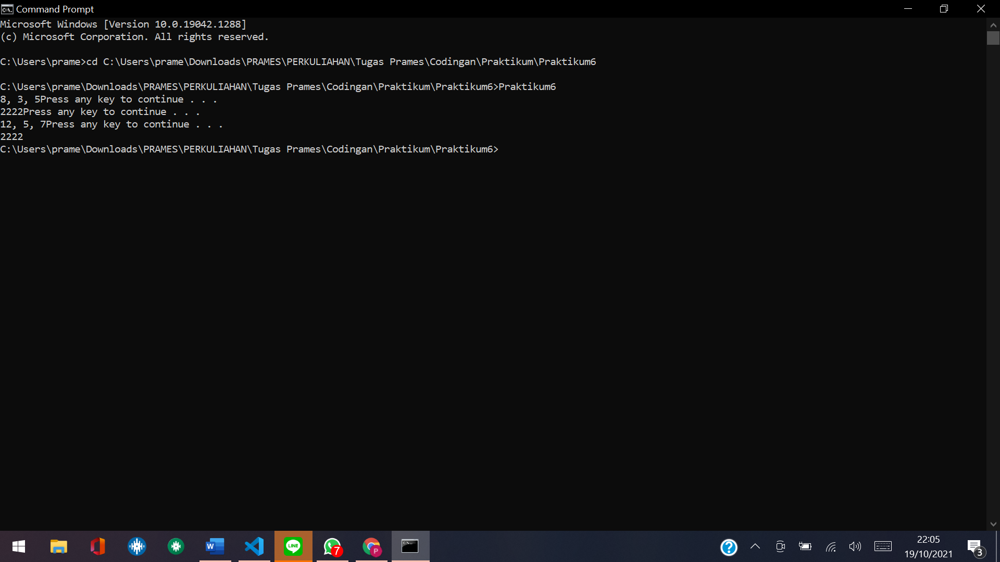 Command Prompt
Microsoft Windows [Version 10.0.19042.1288]
(c) Microsoft Corporation. All rights reserved.
C:\Users\prame>cd C:\Users\prame\Downloads\PRAMES\PERKULIAHAN\Tugas Prames\Codingan\Praktikum\Praktikum6
C:\Users\prame\Downloads\PRAMES\PERKULIAHAN\Tugas Prames\Codingan\Praktikum\Praktikum6>Praktikum6
8, 3, 5Press any key to continue . . .
2222Press any key to continue . . .
12, 5, 7Press any key to continue . . .
2222
C:\Users\prame\Downloads\PRAMES\PERKULIAHAN\Tugas Prames\Codingan\Praktikum\Praktikum6>
W
LINE
7
P
C:\_
?
22:05
19/10/2021
3